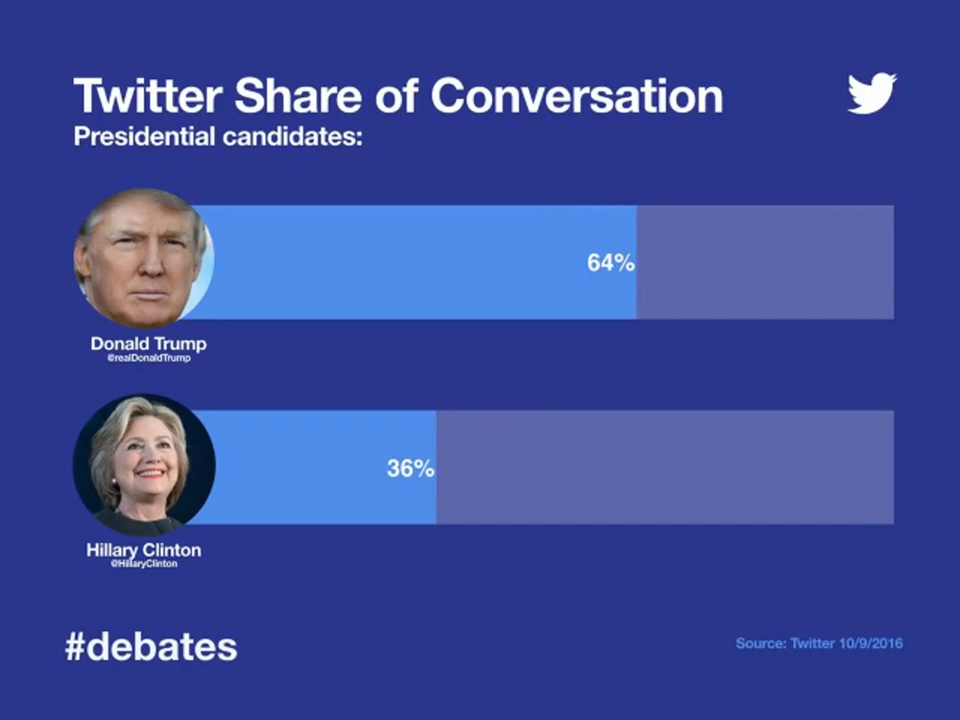 Twitter Share of Conversation
Presidential candidates:
64%
Donald Trump
@realDonaldTrump
36%
Hillary Clinton
@HillaryClinton
#debates
Source: Twitter 10/9/2016